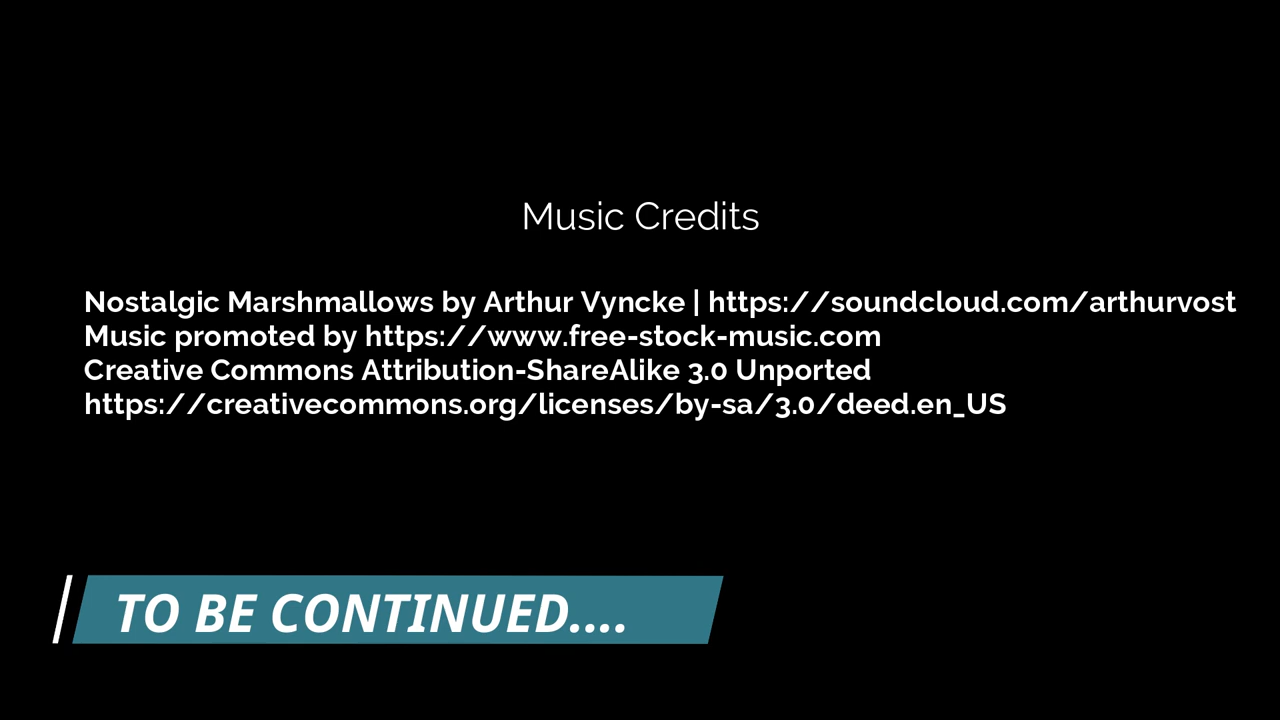 Music Credits
Nostalgic Marshmallows by Arthur Vyncke | https://soundcloud.com/arthurvost
Music promoted by https://www.free-stock-music.com
Creative Commons Attribution-ShareAlike 3.0 Unported
https://creativecommons.org/licenses/by-sa/3.0/deed.en_US
TO BE CONTINUED....